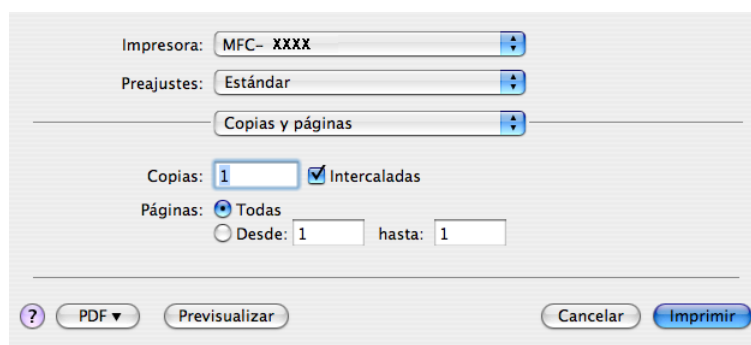 Impresora: MFC- XXXX
Preajustes: Estándar
Copias y páginas
Copias: 1 Intercaladas
Páginas: Todas
Desde: 1 hasta: 1
? PDF Previsualizar Cancelar Imprimir